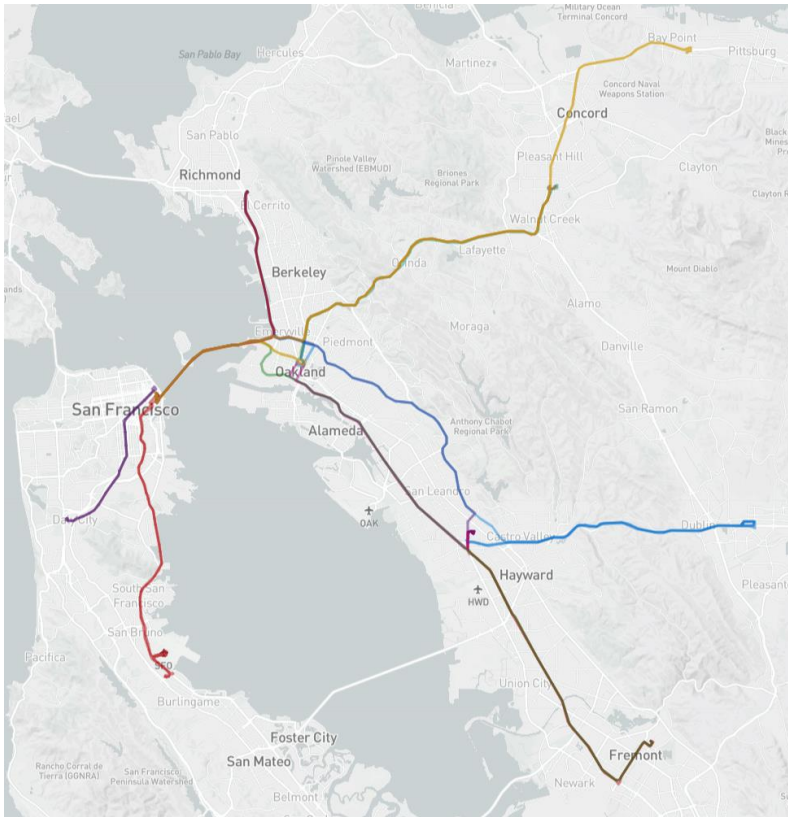 Benicia
Military Ocean
Terminal Concord
Bay Point
Pittsburg
San Pablo Bay
Hercules
Martinez
Concord Naval
Weapons Station
Concord
San Pablo
Pleasant Hill
Pinole Valley
Watershed (EBMUD)
Briones
Regional Park
Clayton
Richmond
El Cerrito
Walnut Creek
Orinda
Lafayette
Berkeley
Mount Diablo
Alamo
Emeryville
Piedmont
Moraga
Danville
Oakland
San Francisco
San Ramon
Alameda
Anthony Chabot
Regional Park
San Leandro
OAK
Daly City
Castro Valley
Dublin
Hayward
South San
Francisco
HWD
Pleasanton
San Bruno
Pacifica
SFO
Union City
Burlingame
Foster City
San Mateo
Fremont
Rancho Corral de
Tierra (GGNRA)
San Francisco
Peninsula Watershed
Newark
Belmont